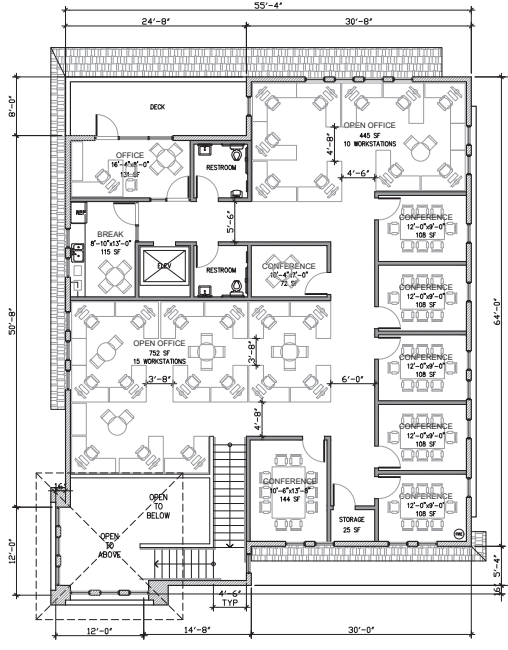 55'-4"
24'-8"
30'-8"
8'-0"
DECK
OPEN OFFICE
445 SF
10 WORKSTATIONS
4'-8"
OFFICE
16'-4"x8'-0"
131 SF
RESTROOM
4'-6"
REF
BREAK
8'-10"x13'-0"
115 SF
5'-6"
CONFERENCE
12'-0"x9'-0"
108 SF
ELEV
RESTROOM
CONFERENCE
10'-4"x7'-0"
72 SF
CONFERENCE
12'-0"x9'-0"
108 SF
50'-8"
64'-0"
OPEN OFFICE
752 SF
15 WORKSTATIONS
3'-8"
3'-8"
6'-0"
CONFERENCE
12'-0"x9'-0"
108 SF
4'-8"
CONFERENCE
12'-0"x9'-0"
108 SF
CONFERENCE
10'-6"x13'-8"
144 SF
CONFERENCE
12'-0"x9'-0"
108 SF
16"
OPEN
TO
BELOW
STORAGE
25 SF
OPEN
TO
ABOVE
12'-0"
5'-4"
16"
4'-6"
TYP
12'-0"
14'-8"
30'-0"